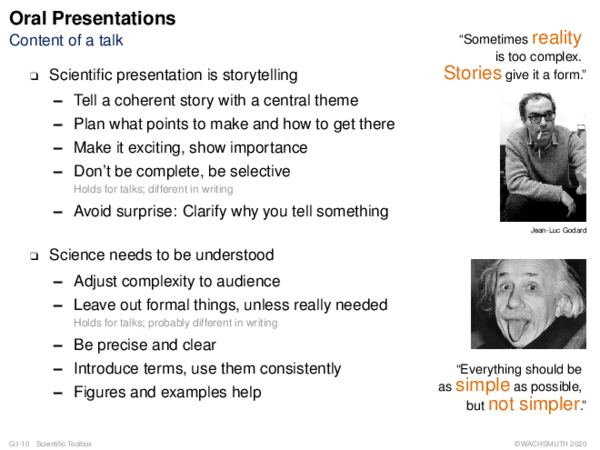 Oral Presentations
Content of a talk
❑ Scientific presentation is storytelling
– Tell a coherent story with a central theme
– Plan what points to make and how to get there
– Make it exciting, show importance
– Don’t be complete, be selective
Holds for talks; different in writing
– Avoid surprise: Clarify why you tell something
❑ Science needs to be understood
– Adjust complexity to audience
– Leave out formal things, unless really needed
Holds for talks; probably different in writing
– Be precise and clear
– Introduce terms, use them consistently
– Figures and examples help
“Sometimes reality
is too complex.
Stories give it a form.”
Jean-Luc Godard
“Everything should be
as simple as possible,
but not simpler.”
G:I-10 Scientific Toolbox
©WACHSMUTH 2020